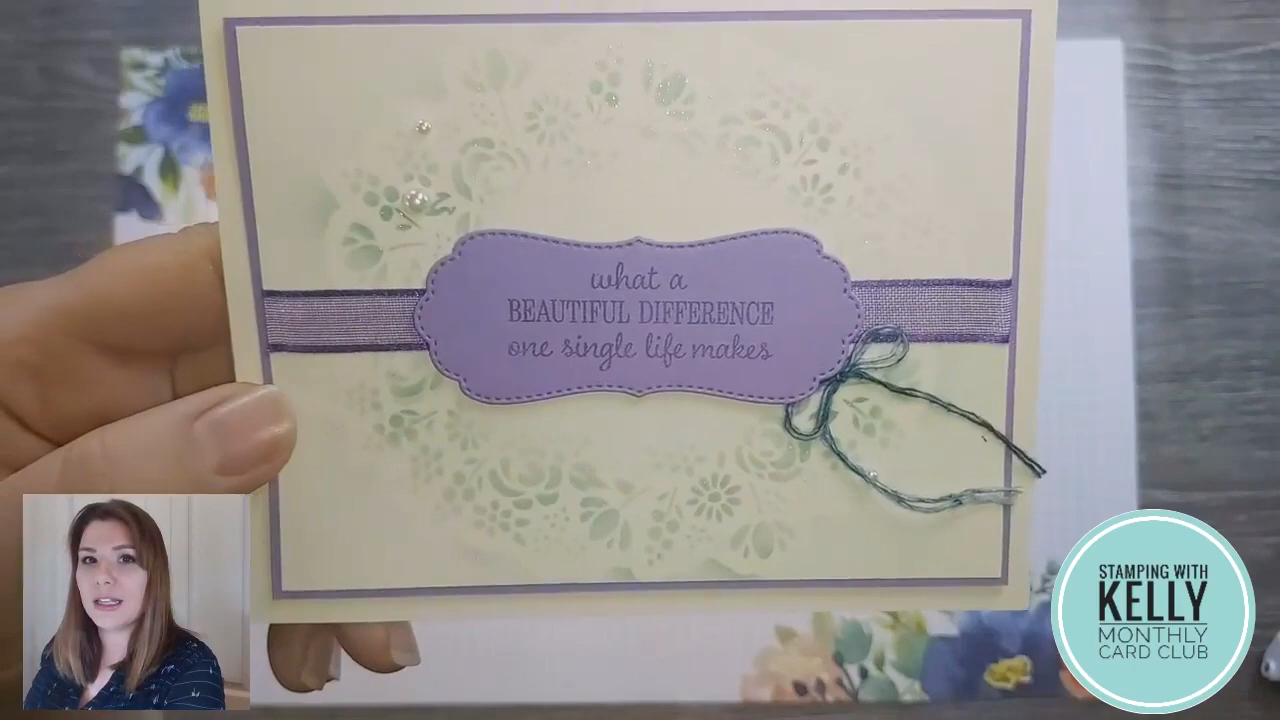 what a
BEAUTIFUL DIFFERENCE
one single life makes
STAMPING WITH
KELLY
MONTHLY
CARD CLUB